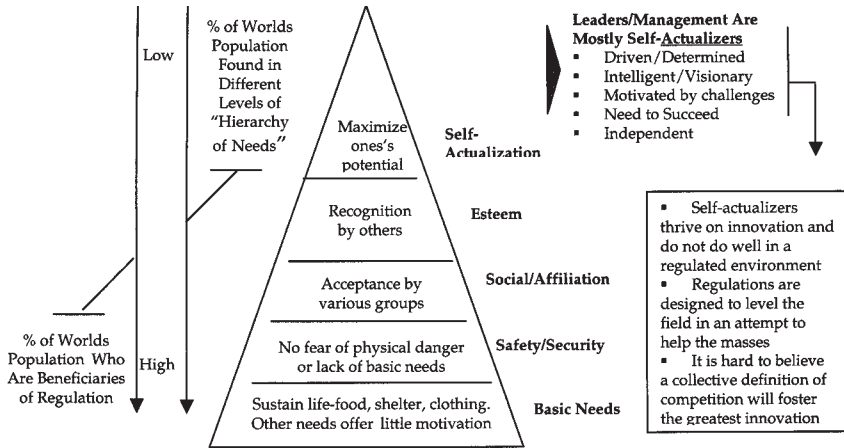 Low
High
% of Worlds
Population
Found in
Different
Levels of
"Hierarchy
of Needs"
% of Worlds
Population Who
Are Beneficiaries
of Regulation
Maximize
ones's
potential
Self-
Actualization
Recognition
by others
Esteem
Acceptance by
various groups
Social/Affiliation
No fear of physical danger
or lack of basic needs
Safety/Security
Sustain life-food, shelter, clothing.
Other needs offer little motivation
Basic Needs
Leaders/Management Are
Mostly Self-Actualizers
▪ Driven/Determined
▪ Intelligent/Visionary
▪ Motivated by challenges
▪ Need to Succeed
▪ Independent
▪ Self-actualizers
thrive on innovation and
do not do well in a
regulated environment
▪ Regulations are
designed to level the
field in an attempt to
help the masses
▪ It is hard to believe
a collective definition of
competition will foster
the greatest innovation